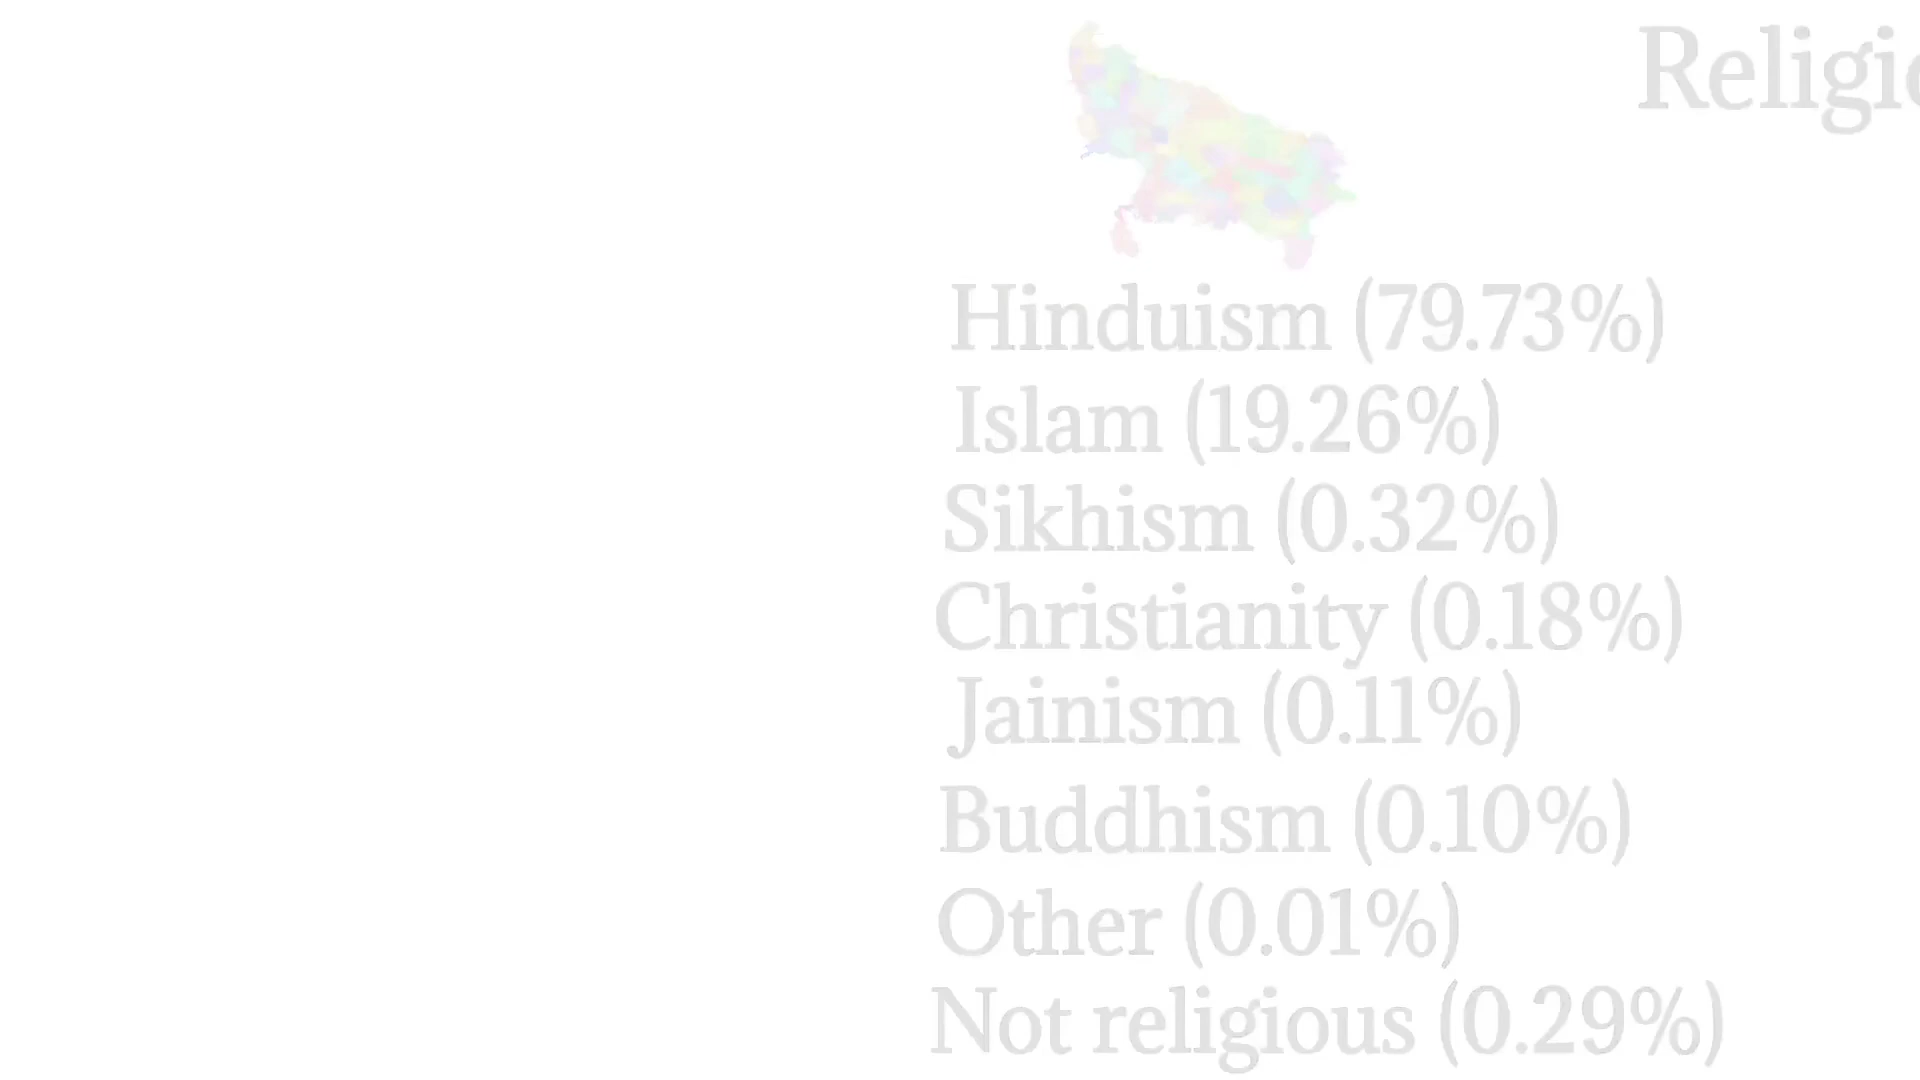 Religio
Hinduism (79.73%)
Islam (19.26%)
Sikhism (0.32%)
Christianity (0.18%)
Jainism (0.11%)
Buddhism (0.10%)
Other (0.01%)
Not religious (0.29%)